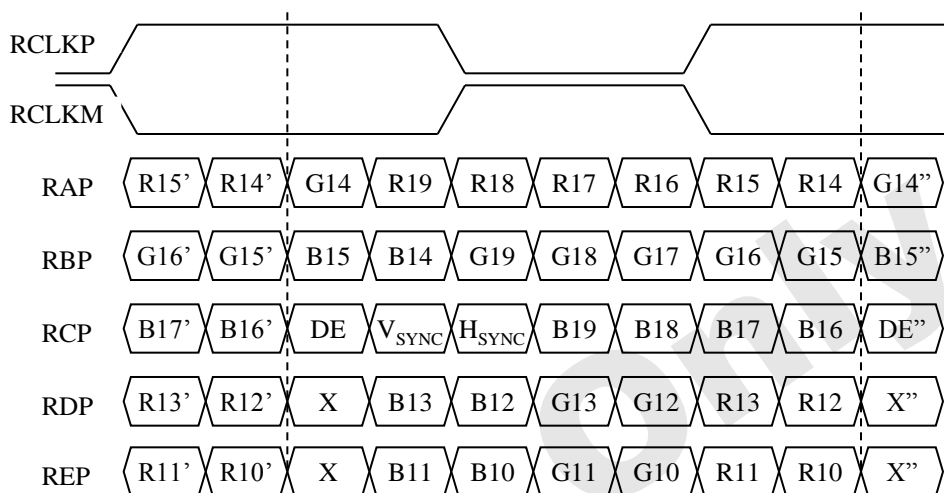 RCLKP
RCLKM
RAP R15’ R14’ G14 R19 R18 R17 R16 R15 R14 G14”
RBP G16’ G15’ B15 B14 G19 G18 G17 G16 G15 B15”
RCP B17’ B16’ DE VSYNC HSYNC B19 B18 B17 B16 DE”
RDP R13’ R12’ X B13 B12 G13 G12 R13 R12 X”
REP R11’ R10’ X B11 B10 G11 G10 R11 R10 X”
only